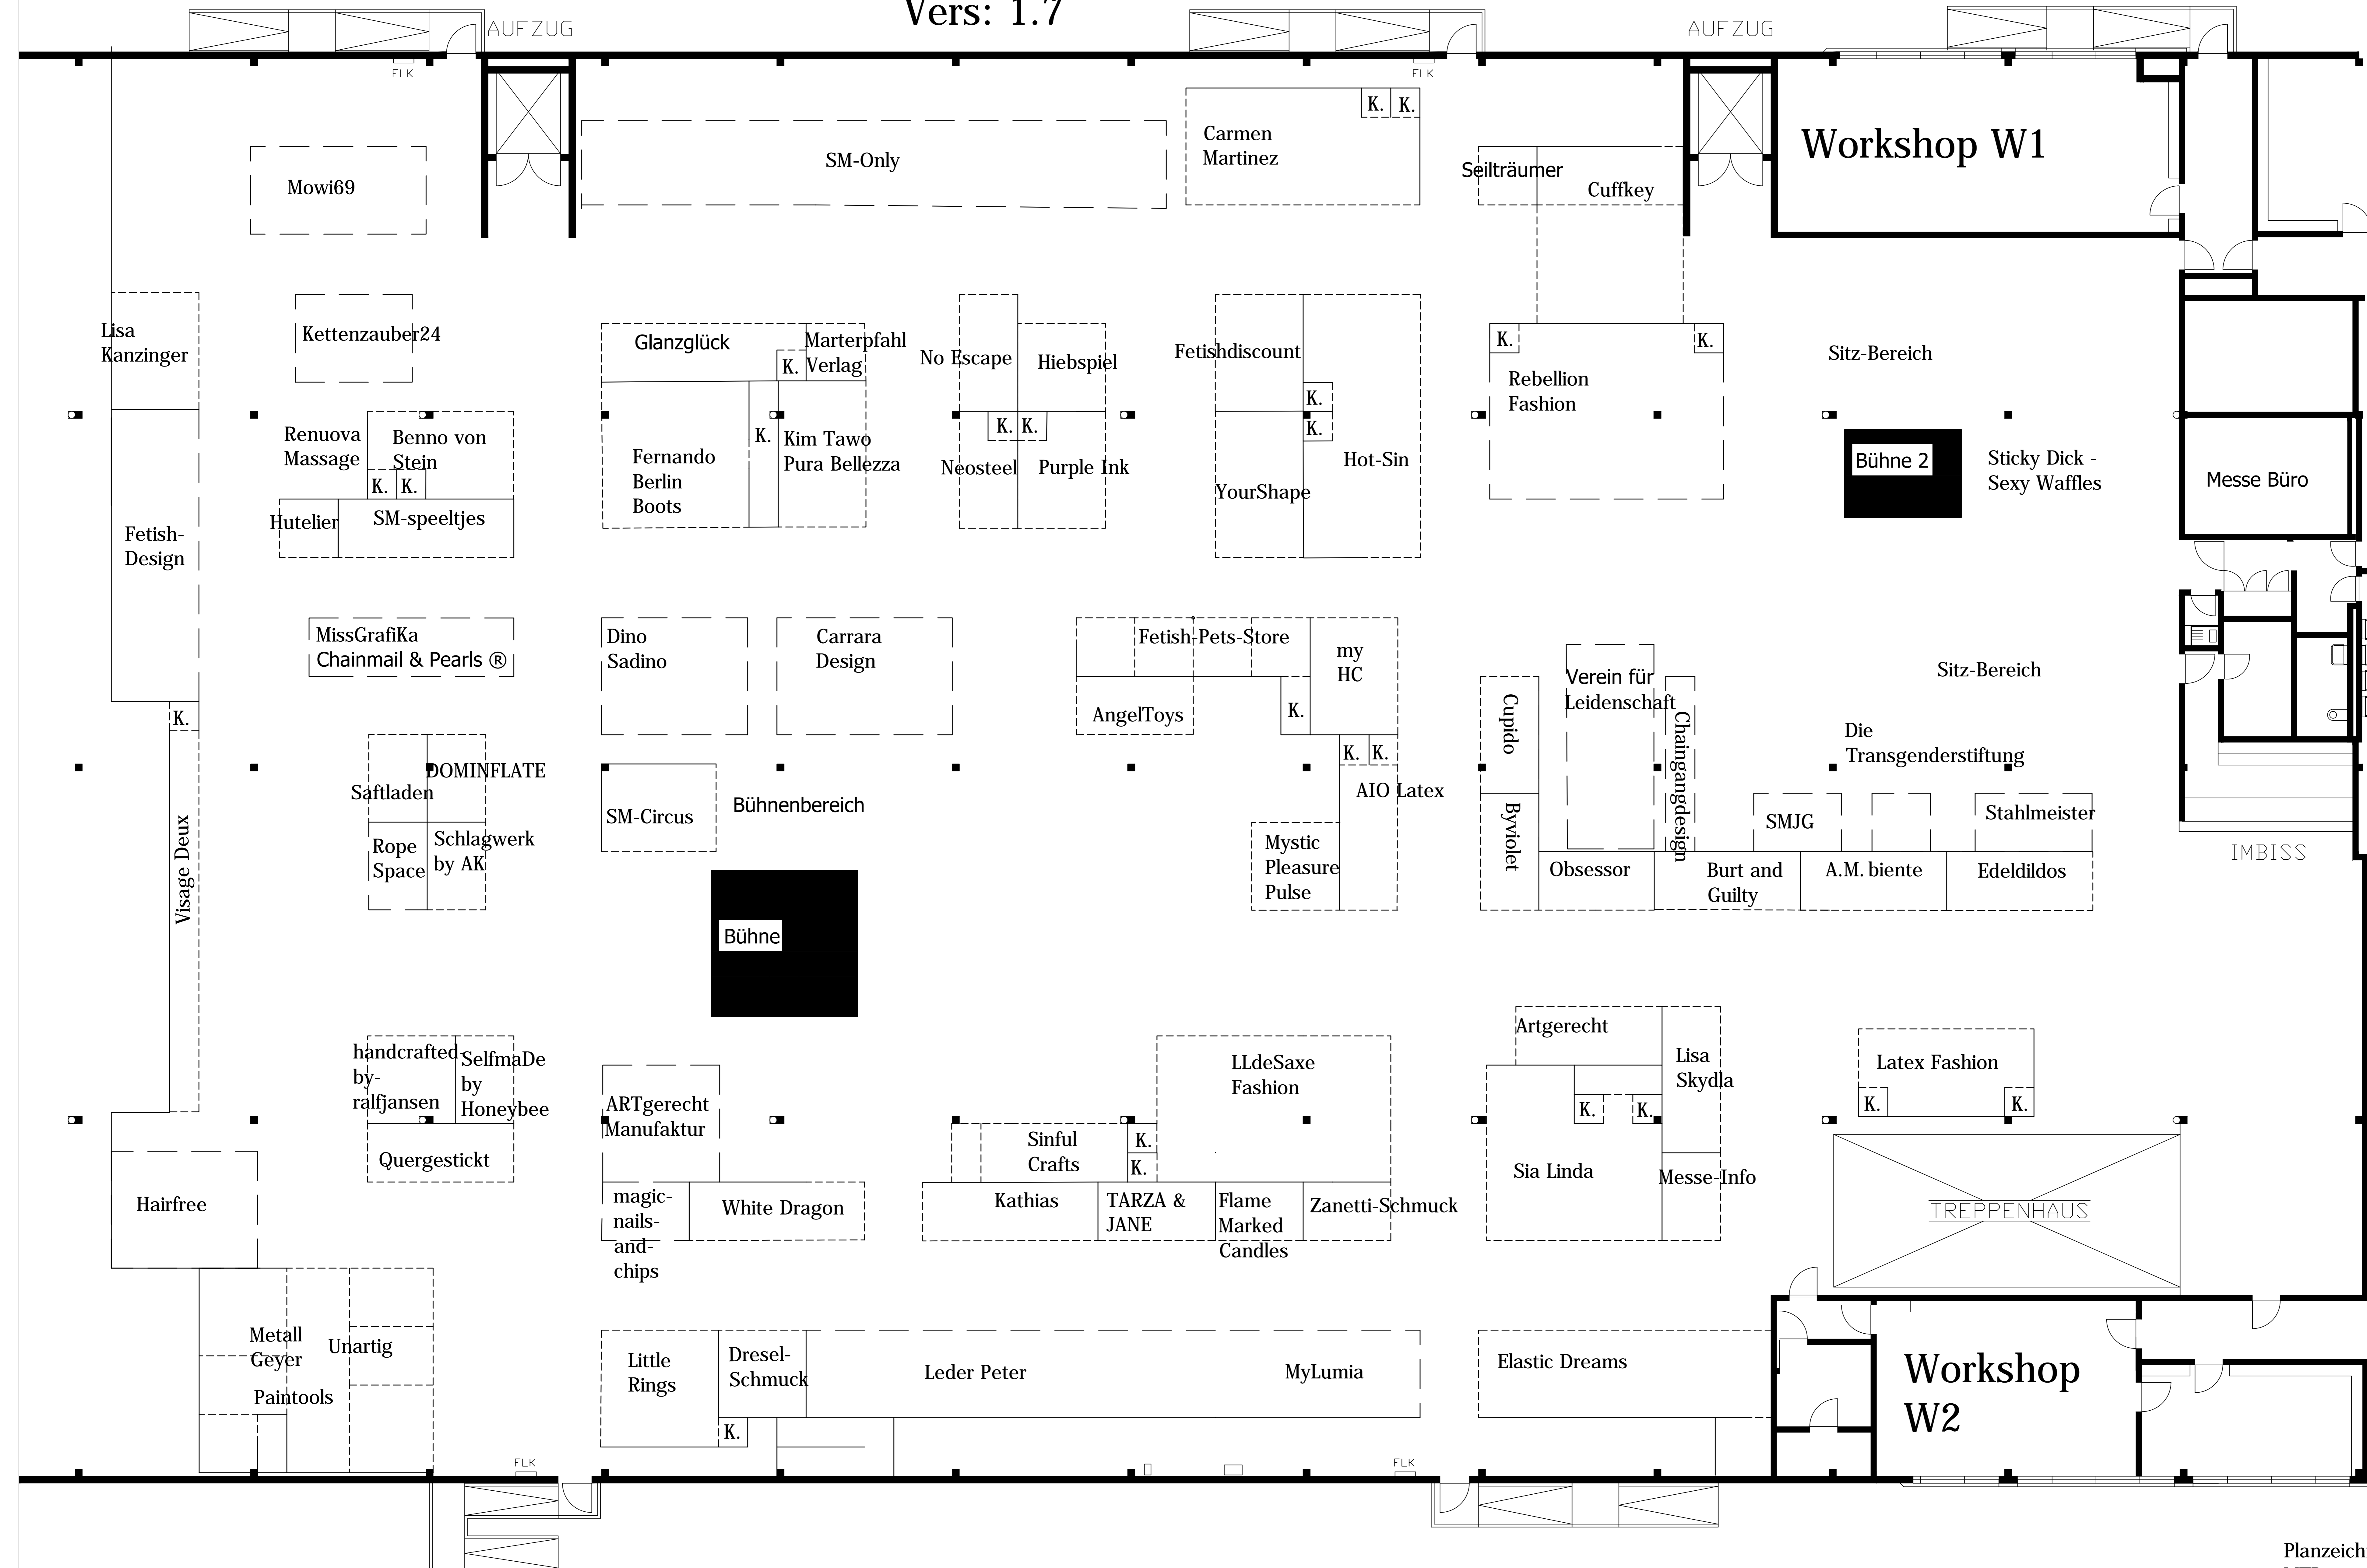 Vers: 1.7
AUFZUG
AUFZUG
FLK
FLK
K.
K.
Carmen
Martinez
SM-Only
Mowi69
Seilträumer
Cuffkey
Workshop W1
Lisa
Kanzinger
Kettenzauber24
Glanzglück
Marterpfahl
Verlag
K.
No Escape
Hiebspiel
Fetishdiscount
K.
K.
Rebellion
Fashion
K.
K.
Sitz-Bereich
Renuova
Massage
Benno von
Stein
K.
K.
Hutelier
SM-speeltjes
Fetish-
Design
Fernando
Berlin
Boots
K.
Kim Tawo
Pura Bellezza
K.
K.
Neosteel
Purple Ink
YourShape
Hot-Sin
Bühne 2
Sticky Dick -
Sexy Waffles
Messe Büro
MissGrafiKa
Chainmail & Pearls ®
Dino
Sadino
Carrara
Design
Fetish-Pets-Store
my
HC
AngelToys
K.
K.
K.
Cupido
Verein für
Leidenschaft
Chaingangdesign
Sitz-Bereich
Die
Transgenderstiftung
K.
Visage Deux
Saftladen
DOMINFLATE
Rope
Space
Schlagwerk
by AK
SM-Circus
Bühnenbereich
AIO Latex
Mystic
Pleasure
Pulse
Byviolet
Obsessor
SMJG
Stahlmeister
Burt and
Guilty
A.M. biente
Edeldildos
IMBISS
Bühne
handcrafted-
by-
ralfjansen
SelfmaDe
by
Honeybee
Quergestickt
ARTgerecht
Manufaktur
magic-
nails-
and-
chips
White Dragon
LLdeSaxe
Fashion
Sinful
Crafts
K.
K.
Kathias
TARZA &
JANE
Flame
Marked
Candles
Zanetti-Schmuck
Artgerecht
Lisa
Skydla
K.
K.
Sia Linda
Messe-Info
Latex Fashion
K.
K.
TREPPENHAUS
Hairfree
Metall
Geyer
Unartig
Paintools
Little
Rings
Dresel-
Schmuck
K.
Leder Peter
MyLumia
Elastic Dreams
Workshop
W2
FLK
FLK
Planzeich